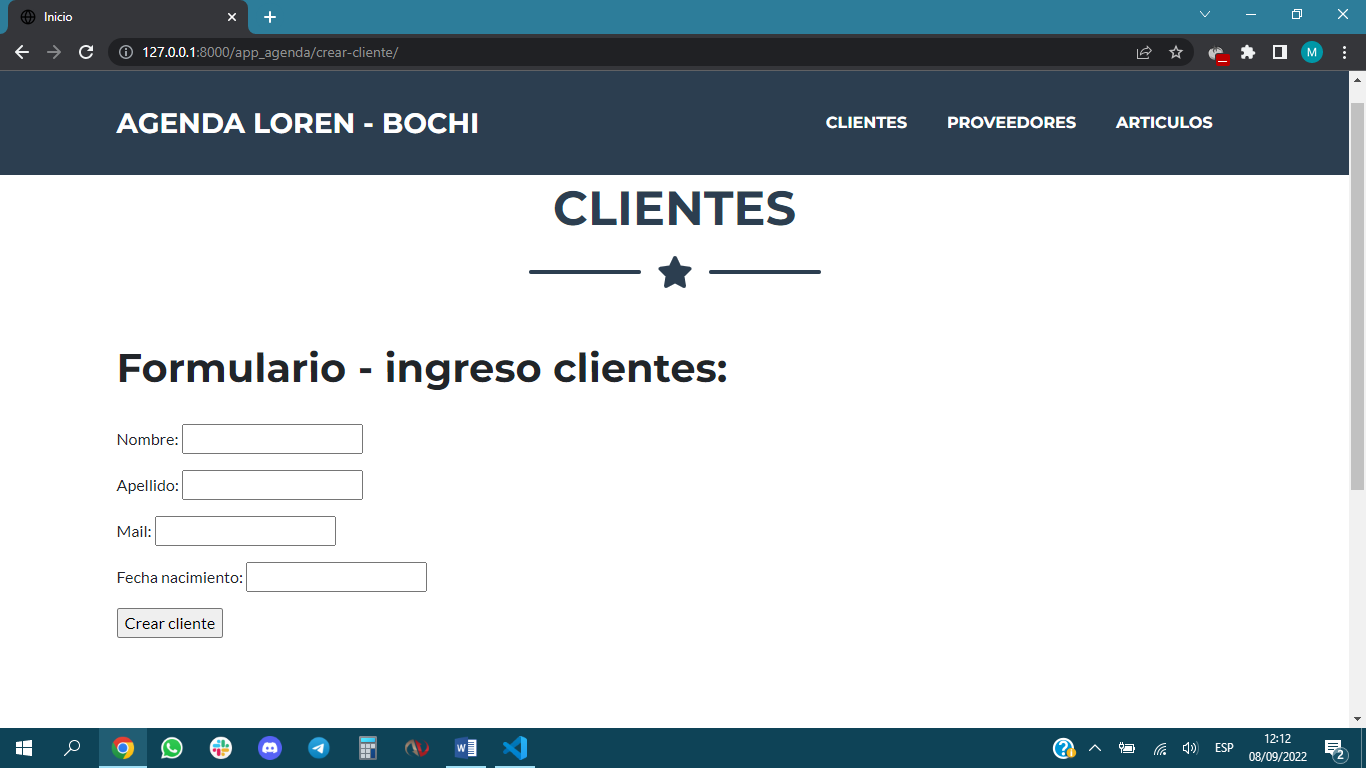 Inicio
127.0.0.1:8000/app_agenda/crear-cliente/
M
AGENDA LOREN - BOCHI
CLIENTES PROVEEDORES ARTICULOS
CLIENTES
Formulario - ingreso clientes:
Nombre:
Apellido:
Mail:
Fecha nacimiento:
Crear cliente
ESP
12:12
08/09/2022
2